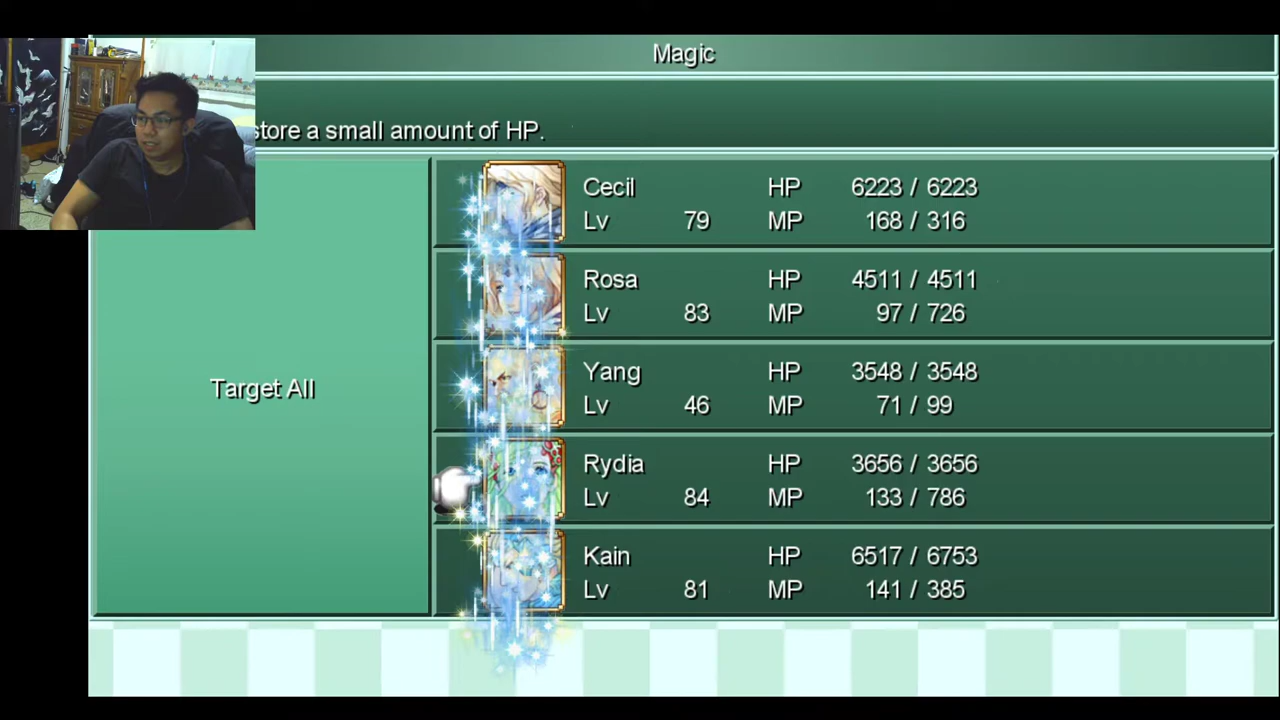 Magic
store a small amount of HP.
Cecil HP 6223 / 6223
Lv 79 MP 168 / 316
Rosa HP 4511 / 4511
Lv 83 MP 97 / 726
Yang HP 3548 / 3548
Lv 46 MP 71 / 99
Target All
Rydia HP 3656 / 3656
Lv 84 MP 133 / 786
Kain HP 6517 / 6753
Lv 81 MP 141 / 385